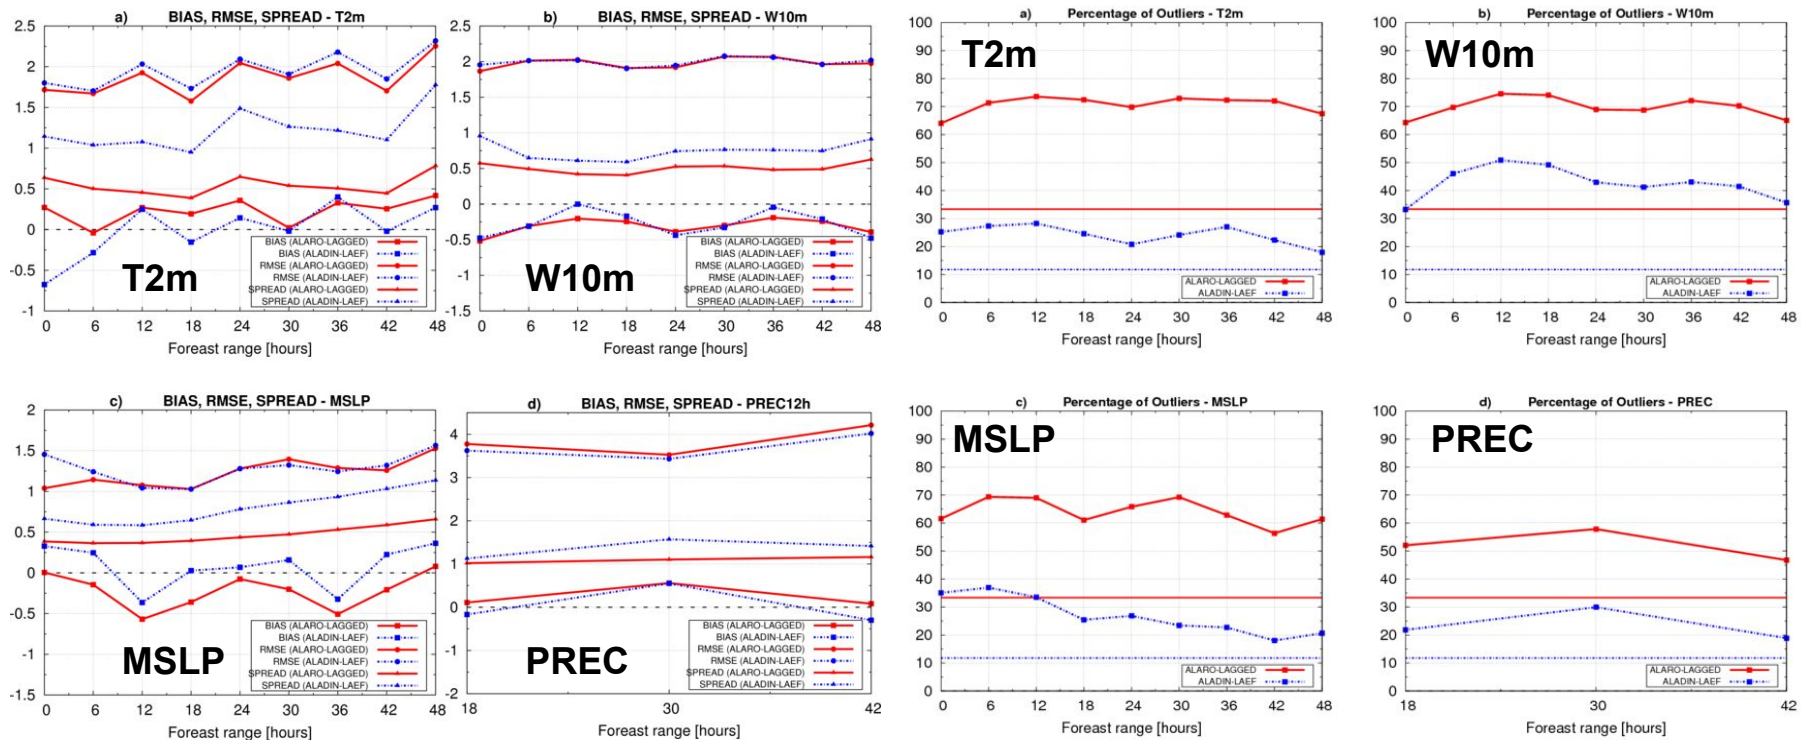 a) BIAS, RMSE, SPREAD - T2m
2.5
2
1.5
1
0.5
0
-0.5
-1
T2m
BIAS (ALARO-LAGGED)
BIAS (ALADIN-LAEF)
RMSE (ALARO-LAGGED)
RMSE (ALADIN-LAEF)
SPREAD (ALARO-LAGGED)
SPREAD (ALADIN-LAEF)
0 6 12 18 24 30 36 42 48
Foreast range [hours]
b) BIAS, RMSE, SPREAD - W10m
2.5
2
1.5
1
0.5
0
-0.5
-1
-1.5
W10m
BIAS (ALARO-LAGGED)
BIAS (ALADIN-LAEF)
RMSE (ALARO-LAGGED)
RMSE (ALADIN-LAEF)
SPREAD (ALARO-LAGGED)
SPREAD (ALADIN-LAEF)
0 6 12 18 24 30 36 42 48
Foreast range [hours]
a) Percentage of Outliers - T2m
100
90
80
70
60
50
40
30
20
10
0
T2m
ALARO-LAGGED
ALADIN-LAEF
0 6 12 18 24 30 36 42 48
Foreast range [hours]
b) Percentage of Outliers - W10m
100
90
80
70
60
50
40
30
20
10
0
W10m
ALARO-LAGGED
ALADIN-LAEF
0 6 12 18 24 30 36 42 48
Foreast range [hours]
c) BIAS, RMSE, SPREAD - MSLP
2
1.5
1
0.5
0
-0.5
-1
-1.5
MSLP
BIAS (ALARO-LAGGED)
BIAS (ALADIN-LAEF)
RMSE (ALARO-LAGGED)
RMSE (ALADIN-LAEF)
SPREAD (ALARO-LAGGED)
SPREAD (ALADIN-LAEF)
0 6 12 18 24 30 36 42 48
Foreast range [hours]
d) BIAS, RMSE, SPREAD - PREC12h
4
3
2
1
0
-1
-2
PREC
BIAS (ALARO-LAGGED)
BIAS (ALADIN-LAEF)
RMSE (ALARO-LAGGED)
RMSE (ALADIN-LAEF)
SPREAD (ALARO-LAGGED)
SPREAD (ALADIN-LAEF)
18 30 42
Foreast range [hours]
c) Percentage of Outliers - MSLP
100
90
80
70
60
50
40
30
20
10
0
MSLP
ALARO-LAGGED
ALADIN-LAEF
0 6 12 18 24 30 36 42 48
Foreast range [hours]
d) Percentage of Outliers - PREC
100
90
80
70
60
50
40
30
20
10
0
PREC
ALARO-LAGGED
ALADIN-LAEF
18 30 42
Foreast range [hours]